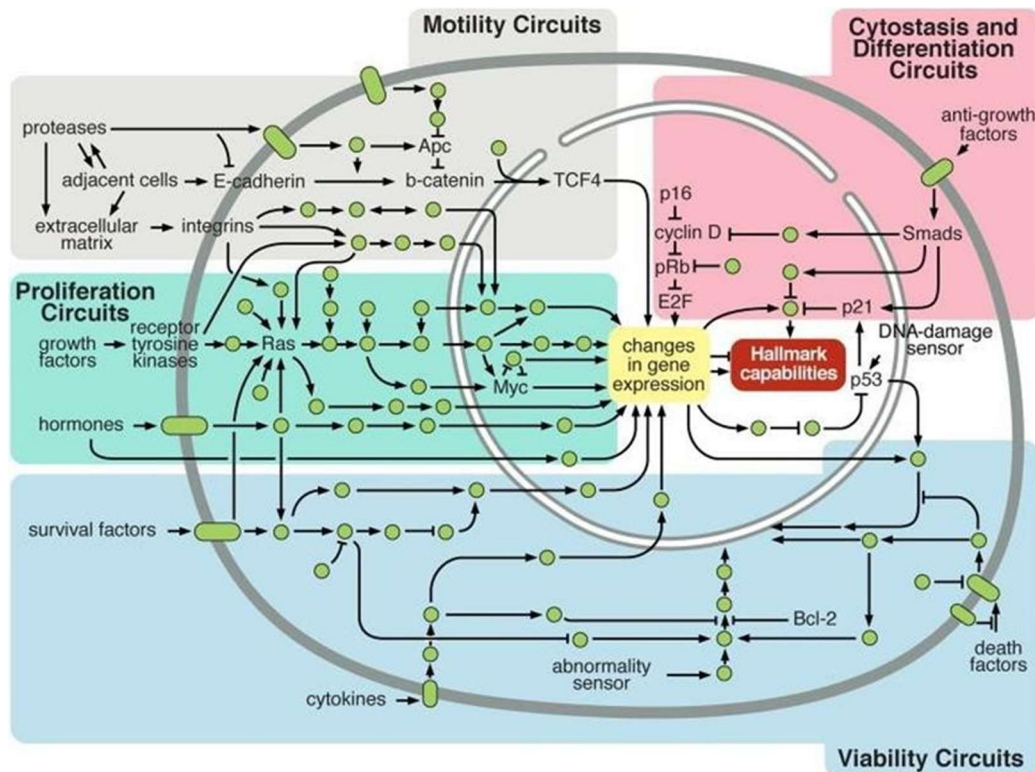 Motility Circuits
Cytostasis and
Differentiation
Circuits
proteases
anti-growth
factors
Apc
adjacent cells
E-cadherin
b-catenin
TCF4
p16
extracellular
matrix
integrins
cyclin D
Smads
pRb
Proliferation
Circuits
E2F
p21
growth
factors
receptor
tyrosine
kinases
Ras
changes
in gene
expression
Hallmark
capabilities
DNA-damage
sensor
Myc
p53
hormones
survival factors
Bcl-2
abnormality
sensor
death
factors
cytokines
Viability Circuits